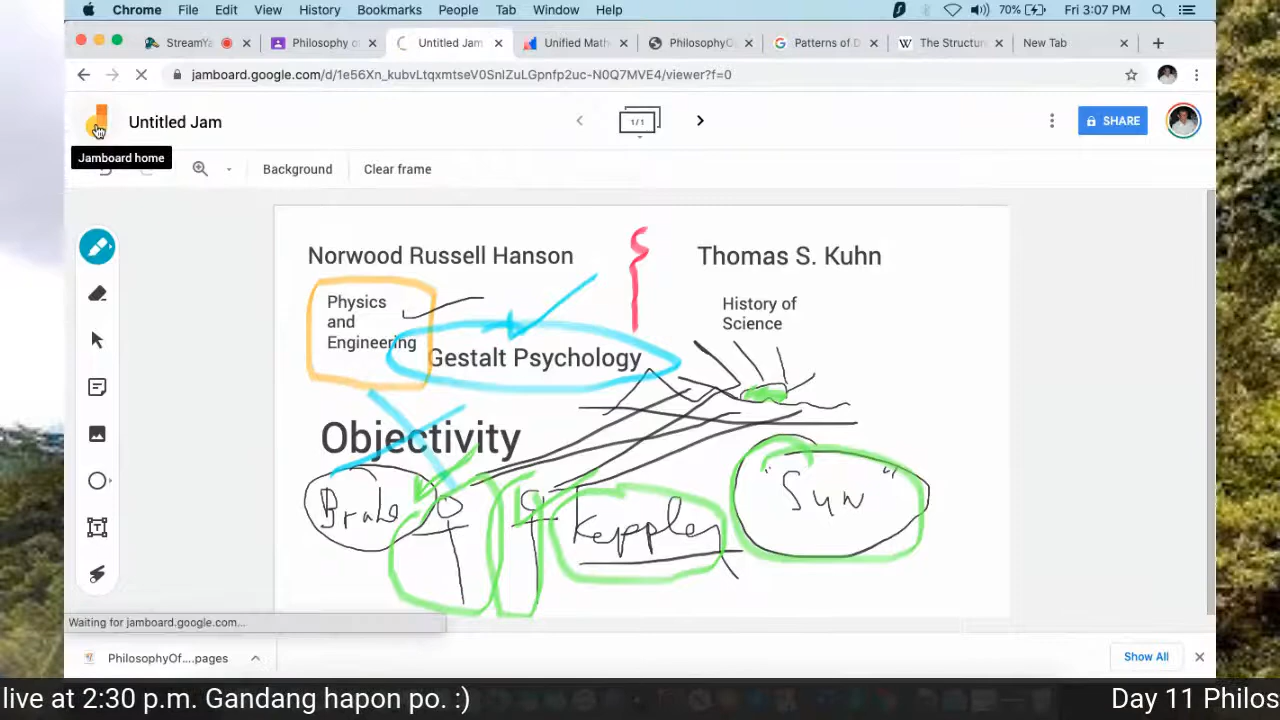 Chrome File Edit View History Bookmarks People Tab Window Help 70% Fri 3:07 PM
StreamYa Philosophy of Untitled Jam Unified Math PhilosophyO Patterns of D The Structure New Tab
jamboard.google.com/d/1e56Xn_kubvLtqxmtseV0SnIZuLGpnfp2uc-N0Q7MVE4/viewer?f=0
Untitled Jam 1/1 SHARE
Jamboard home
Background Clear frame
Norwood Russell Hanson Thomas S. Kuhn
Physics
and
Engineering
History of
Science
Gestalt Psychology
Objectivity
Brahe Keppler "Sun"
Waiting for jamboard.google.com...
PhilosophyOf....pages Show All
live at 2:30 p.m. Gandang hapon po. :) Day 11 Philos